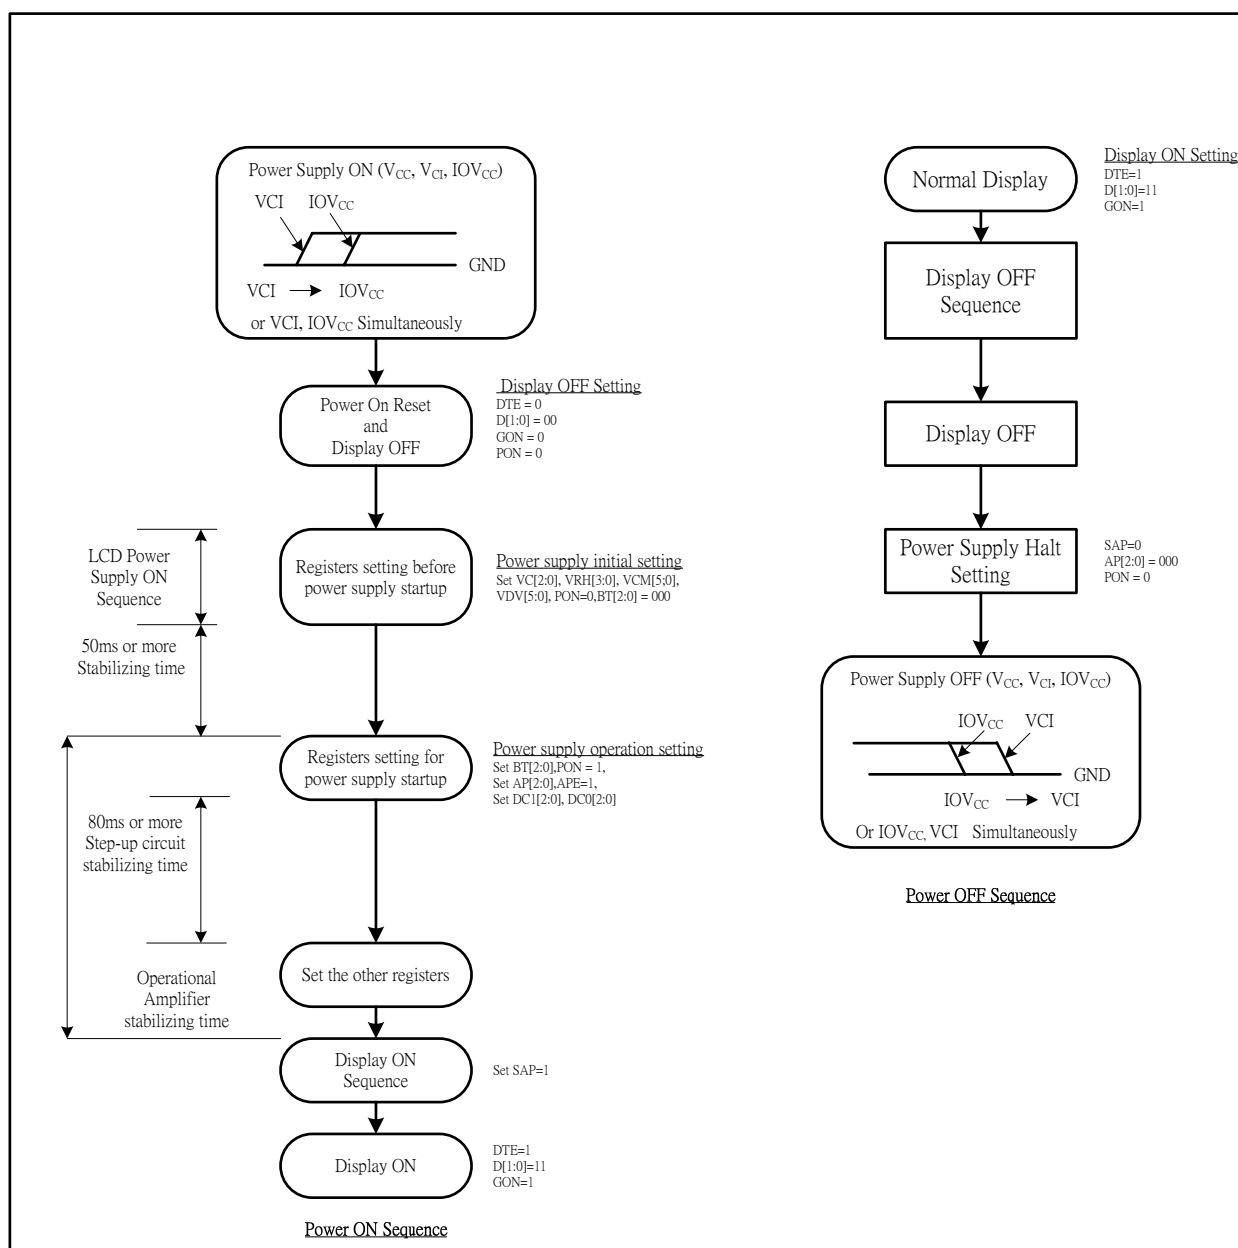 Power Supply ON (VCC, VCI, IOVCC)
VCI IOVCC
GND
VCI IOVCC
or VCI, IOVCC Simultaneously
Power On Reset
and
Display OFF
Display OFF Setting
DTE = 0
D[1:0] = 00
GON = 0
PON = 0
LCD Power
Supply ON
Sequence
Registers setting before
power supply startup
Power supply initial setting
Set VC[2:0], VRH[3:0], VCM[5;0],
VDV[5:0], PON=0,BT[2:0] = 000
50ms or more
Stabilizing time
Registers setting for
power supply startup
Power supply operation setting
Set BT[2:0],PON = 1,
Set AP[2:0],APE=1,
Set DC1[2:0], DC0[2:0]
80ms or more
Step-up circuit
stabilizing time
Set the other registers
Operational
Amplifier
stabilizing time
Display ON
Sequence
Set SAP=1
Display ON
DTE=1
D[1:0]=11
GON=1
Power ON Sequence
Normal Display
Display ON Setting
DTE=1
D[1:0]=11
GON=1
Display OFF
Sequence
Display OFF
Power Supply Halt
Setting
SAP=0
AP[2:0] = 000
PON = 0
Power Supply OFF (VCC, VCI, IOVCC)
IOVCC VCI
GND
IOVCC VCI
Or IOVCC, VCI Simultaneously
Power OFF Sequence